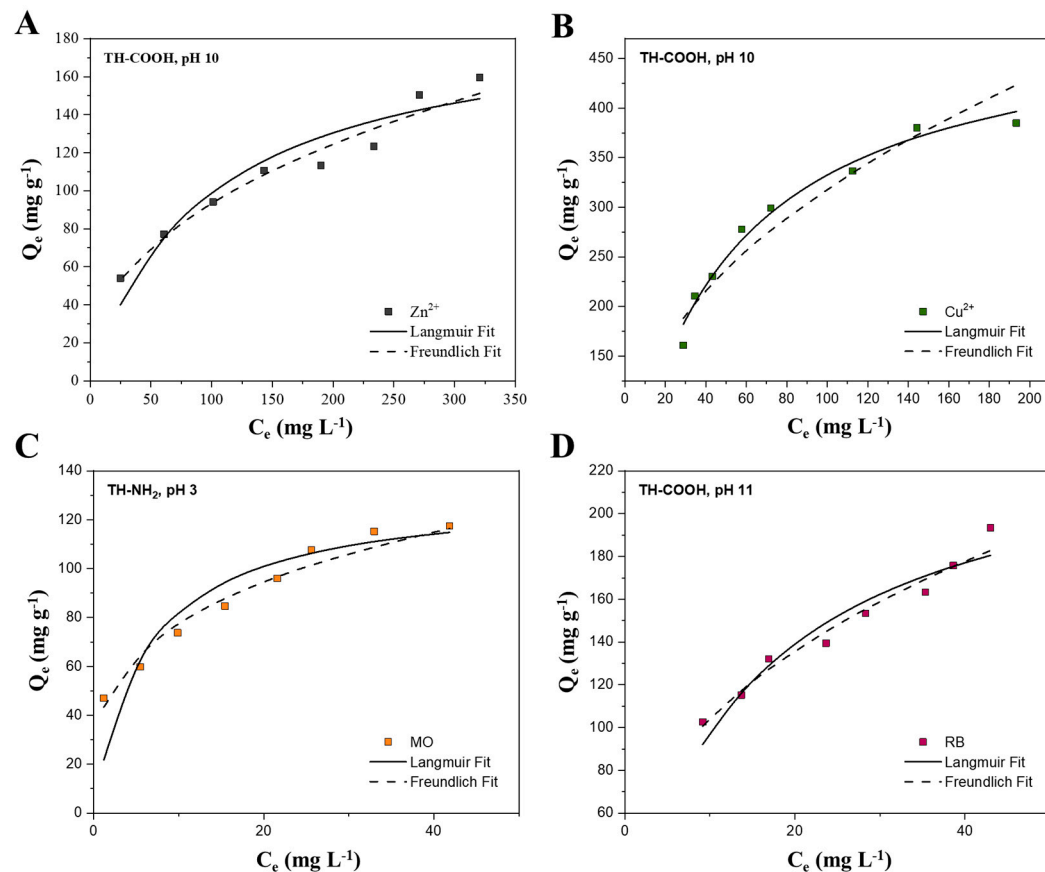 A
TH-COOH, pH 10
180
160
140
120
100
80
60
40
20
0
Qe (mg g-1)
Zn2+
Langmuir Fit
Freundlich Fit
0 50 100 150 200 250 300 350
Ce (mg L-1)
B
TH-COOH, pH 10
450
400
350
300
250
200
150
Qe (mg g-1)
Cu2+
Langmuir Fit
Freundlich Fit
0 20 40 60 80 100 120 140 160 180 200
Ce (mg L-1)
C
TH-NH2, pH 3
140
120
100
80
60
40
20
0
Qe (mg g-1)
MO
Langmuir Fit
Freundlich Fit
0 20 40
Ce (mg L-1)
D
TH-COOH, pH 11
220
200
180
160
140
120
100
80
60
Qe (mg g-1)
RB
Langmuir Fit
Freundlich Fit
0 20 40
Ce (mg L-1)